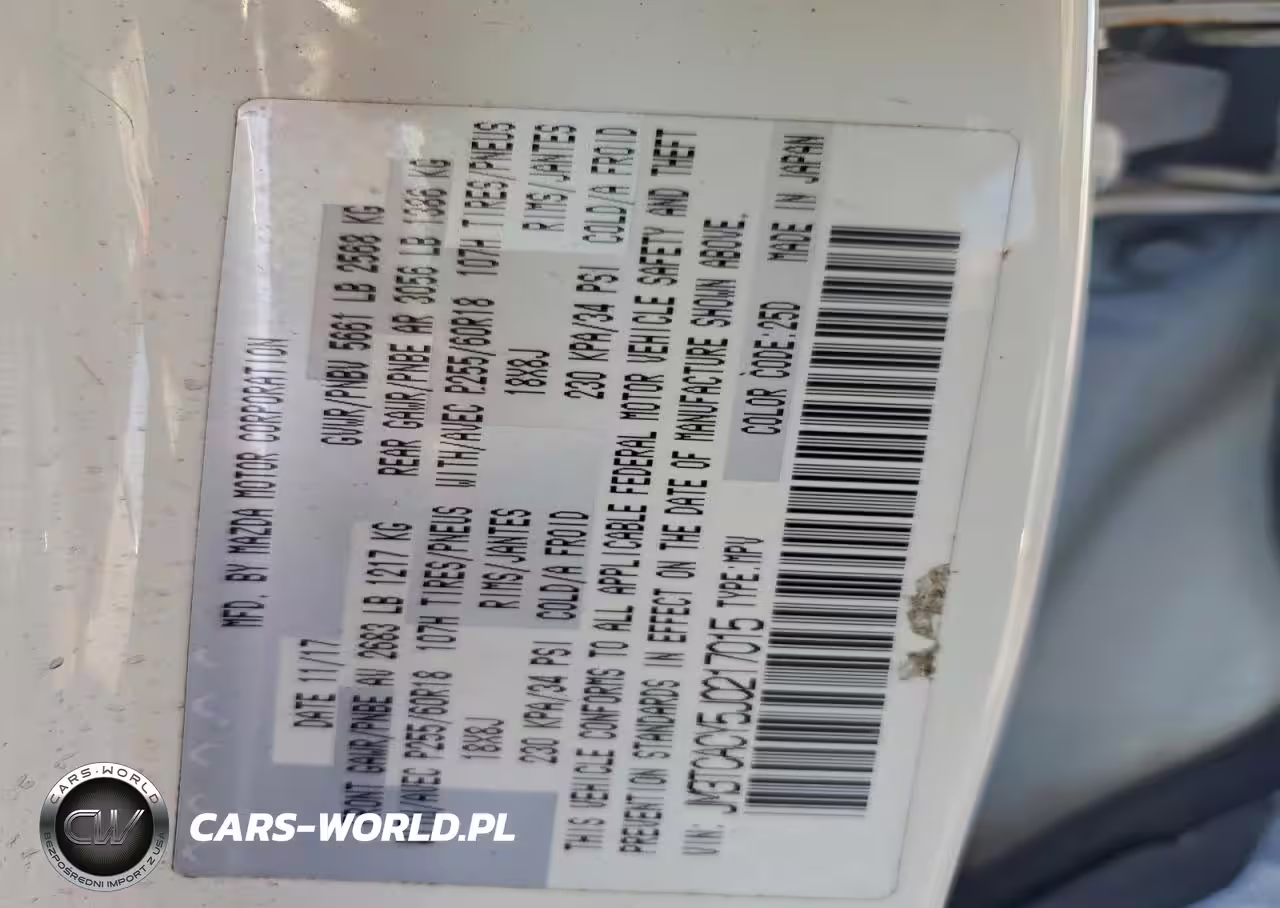 MFD. BY MAZDA MOTOR CORPORATION
DATE 11/17 GVWR/PNBV 5661 LB 2568 KG
FRONT GAWR/PNBE AV 2683 LB 1217 KG REAR GAWR/PNBE AR 3056 LB 1386 KG
/AVEC P255/60R18 107H TIRES/PNEUS WITH/AVEC P255/60R18 107H TIRES/PNEUS
18X8J RIMS/JANTES 18X8J RIMS/JANTES
230 KPA/34 PSI COLD/A FROID 230 KPA/34 PSI COLD/A FROID
THIS VEHICLE CONFORMS TO ALL APPLICABLE FEDERAL MOTOR VEHICLE SAFETY AND THEFT
PREVENTION STANDARDS IN EFFECT ON THE DATE OF MANUFACTURE SHOWN ABOVE.
VIN: JM3TCACY5J0217015 TYPE:MPV COLOR CODE:25D MADE IN JAPAN
CARS-WORLD
CW
BEZPOŚREDNI IMPORT Z USA
CARS-WORLD.PL